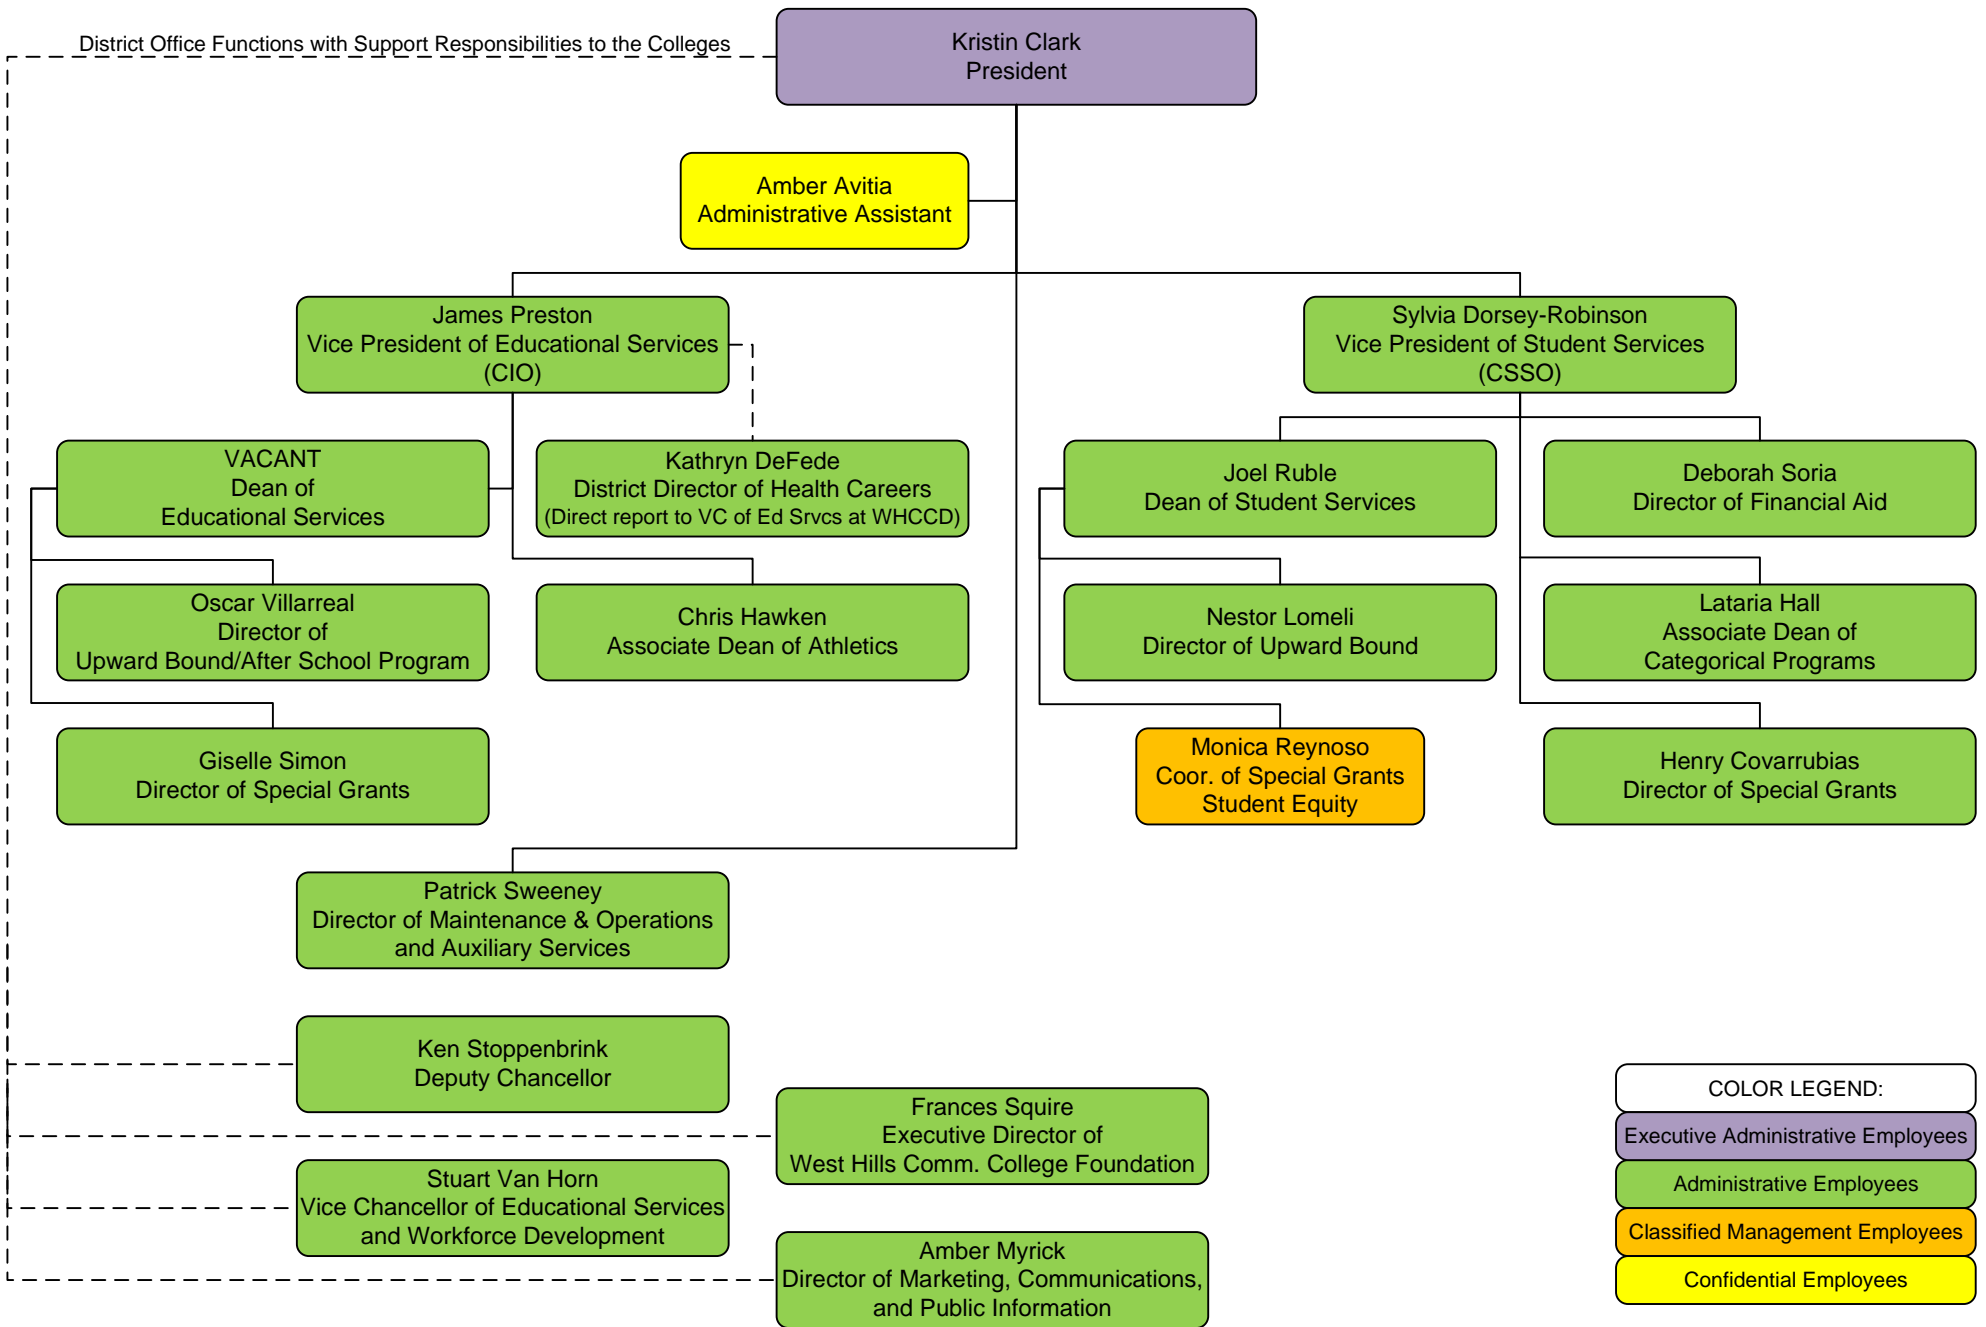 District Office Functions with Support Responsibilities to the Colleges
Kristin Clark
President
Amber Avitia
Administrative Assistant
James Preston
Vice President of Educational Services
(CIO)
Sylvia Dorsey-Robinson
Vice President of Student Services
(CSSO)
VACANT
Dean of
Educational Services
Kathryn DeFede
District Director of Health Careers
(Direct report to VC of Ed Srvcs at WHCCD)
Joel Ruble
Dean of Student Services
Deborah Soria
Director of Financial Aid
Oscar Villarreal
Director of
Upward Bound/After School Program
Chris Hawken
Associate Dean of Athletics
Nestor Lomeli
Director of Upward Bound
Lataria Hall
Associate Dean of
Categorical Programs
Giselle Simon
Director of Special Grants
Monica Reynoso
Coor. of Special Grants
Student Equity
Henry Covarrubias
Director of Special Grants
Patrick Sweeney
Director of Maintenance & Operations
and Auxiliary Services
Ken Stoppenbrink
Deputy Chancellor
Frances Squire
Executive Director of
West Hills Comm. College Foundation
Stuart Van Horn
Vice Chancellor of Educational Services
and Workforce Development
Amber Myrick
Director of Marketing, Communications,
and Public Information
COLOR LEGEND:
Executive Administrative Employees
Administrative Employees
Classified Management Employees
Confidential Employees